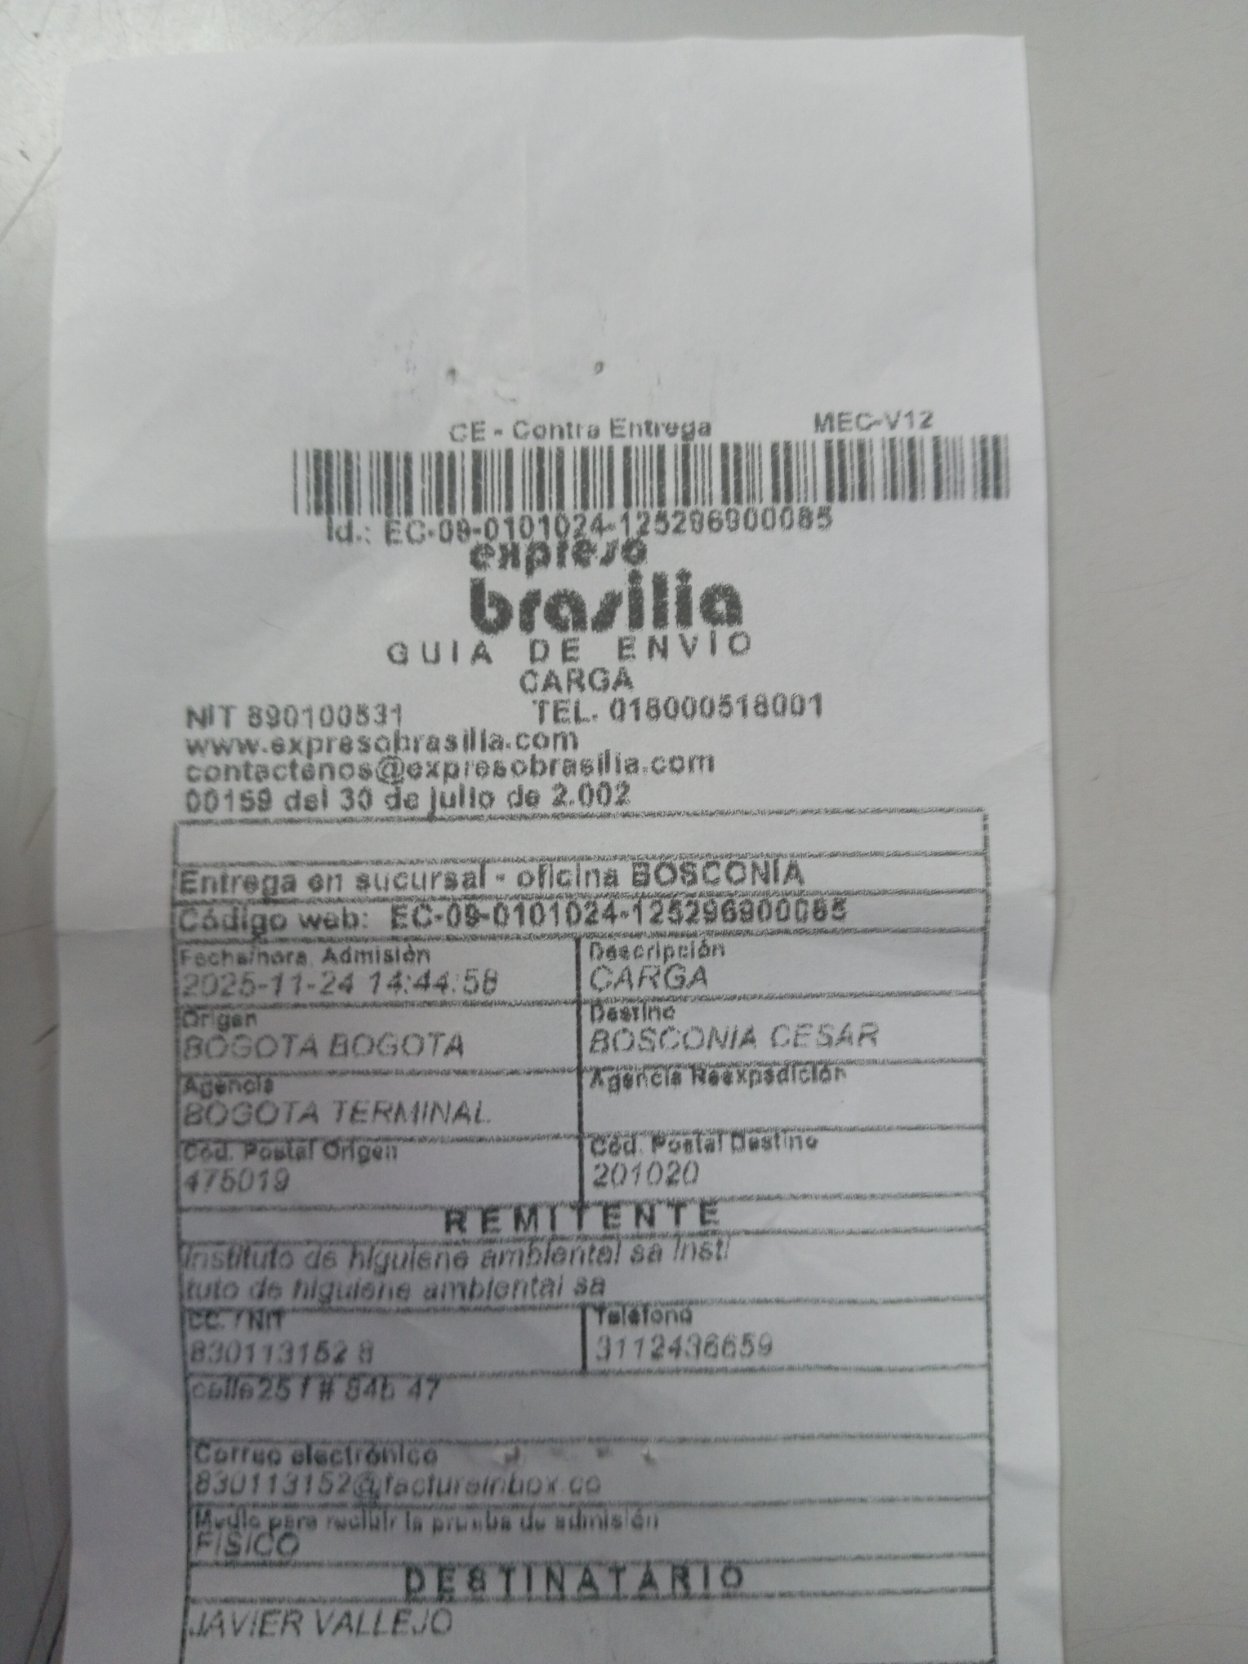 CE - Contra Entrega MEC-V12
Id.: EC-09-0101024-125296900085
expreso
brasilia
GUIA DE ENVIO
CARGA
NIT 890100531 TEL. 018000518001
www.expresobrasilia.com
contactenos@expresobrasilia.com
00159 del 30 de julio de 2.002
Entrega en sucursal - oficina BOSCONIA
Código web: EC-09-0101024-125296900085
Fecha/hora. Admisión Descripción
2025-11-24 14:44:58 CARGA
Origen Destino
BOGOTA BOGOTA BOSCONIA CESAR
Agencia Agencia Reexpedición
BOGOTA TERMINAL
Cód. Postal Origen Cód. Postal Destino
475019 201020
REMITENTE
Instituto de higuiene ambiental sa Insti
tuto de higuiene ambiental sa
CC. / NIT Teléfono
830113152 8 3112436659
calle 25 f # 84b 47
Correo electrónico
830113152@factureinbox.co
Medio para recibir la prueba de admisión
FISICO
DESTINATARIO
JAVIER VALLEJO